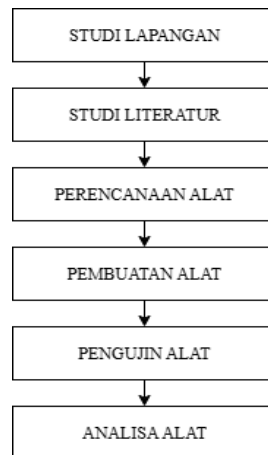 STUDI LAPANGAN
STUDI LITERATUR
PERENCANAAN ALAT
PEMBUATAN ALAT
PENGUJIN ALAT
ANALISA ALAT